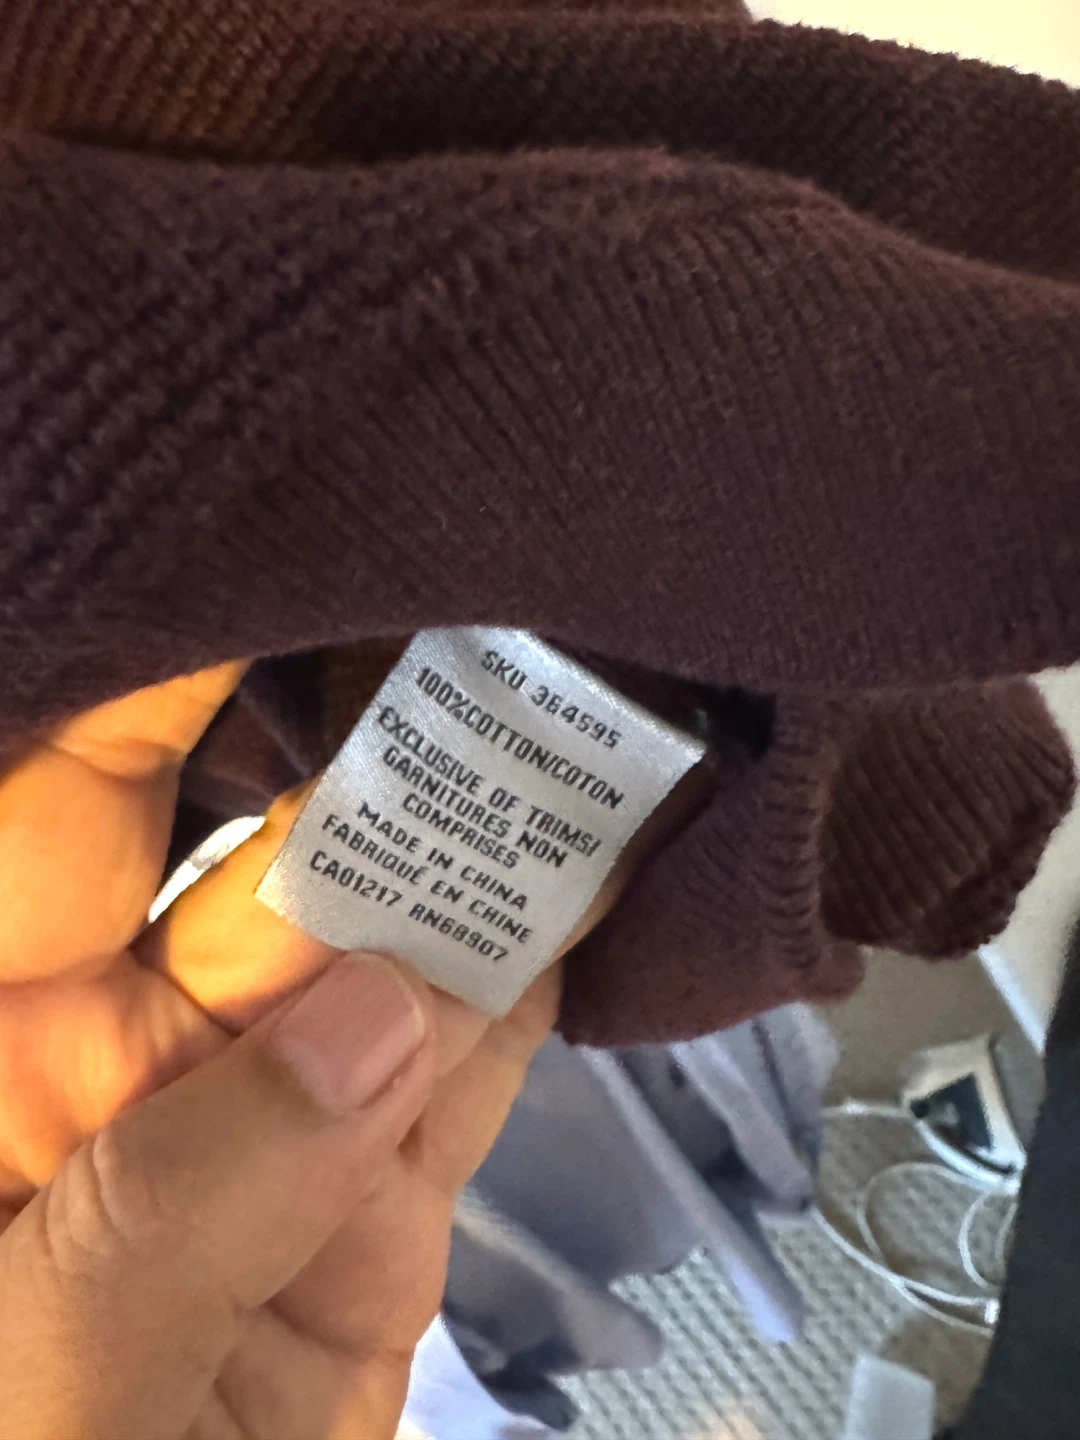 SKU 364595
100%COTTON/COTON
EXCLUSIVE OF TRIMS/
GARNITURES NON
COMPRISES
MADE IN CHINA
FABRIQUÉ EN CHINE
CA01217 RN68907